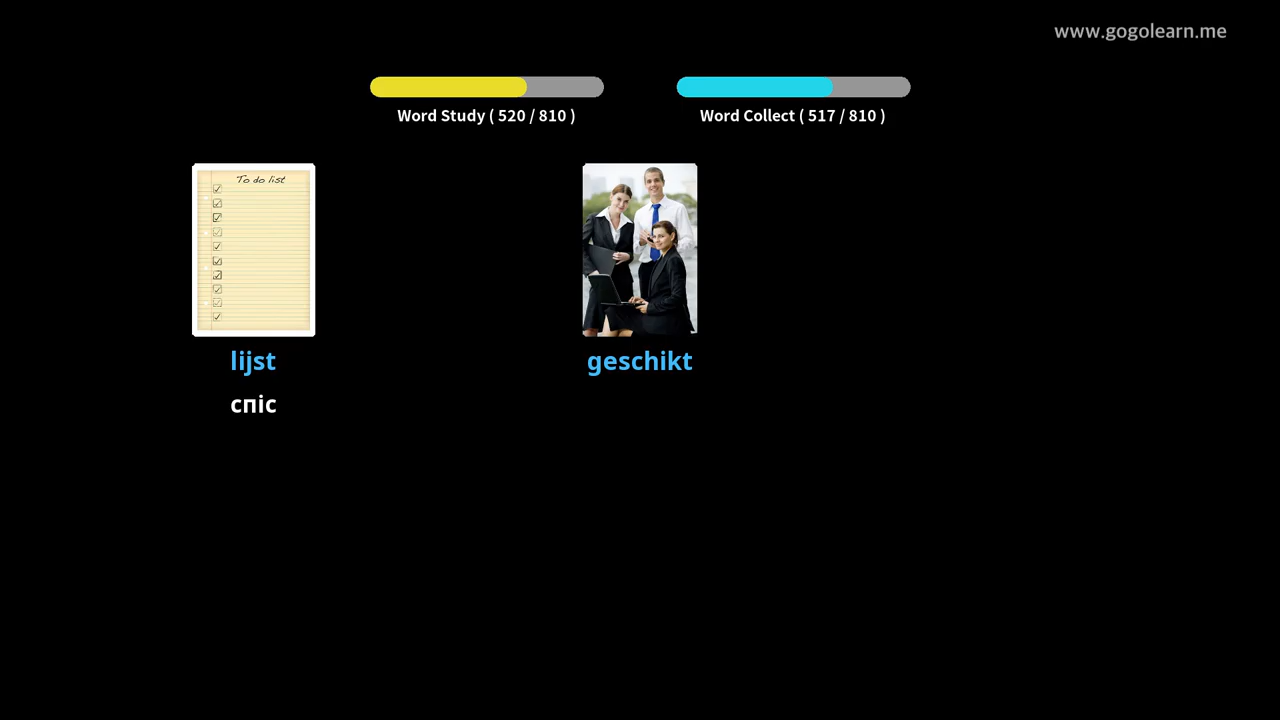 www.gogolearn.me
Word Study ( 520 / 810 )
Word Collect ( 517 / 810 )
To do list
lijst
geschikt
спіс